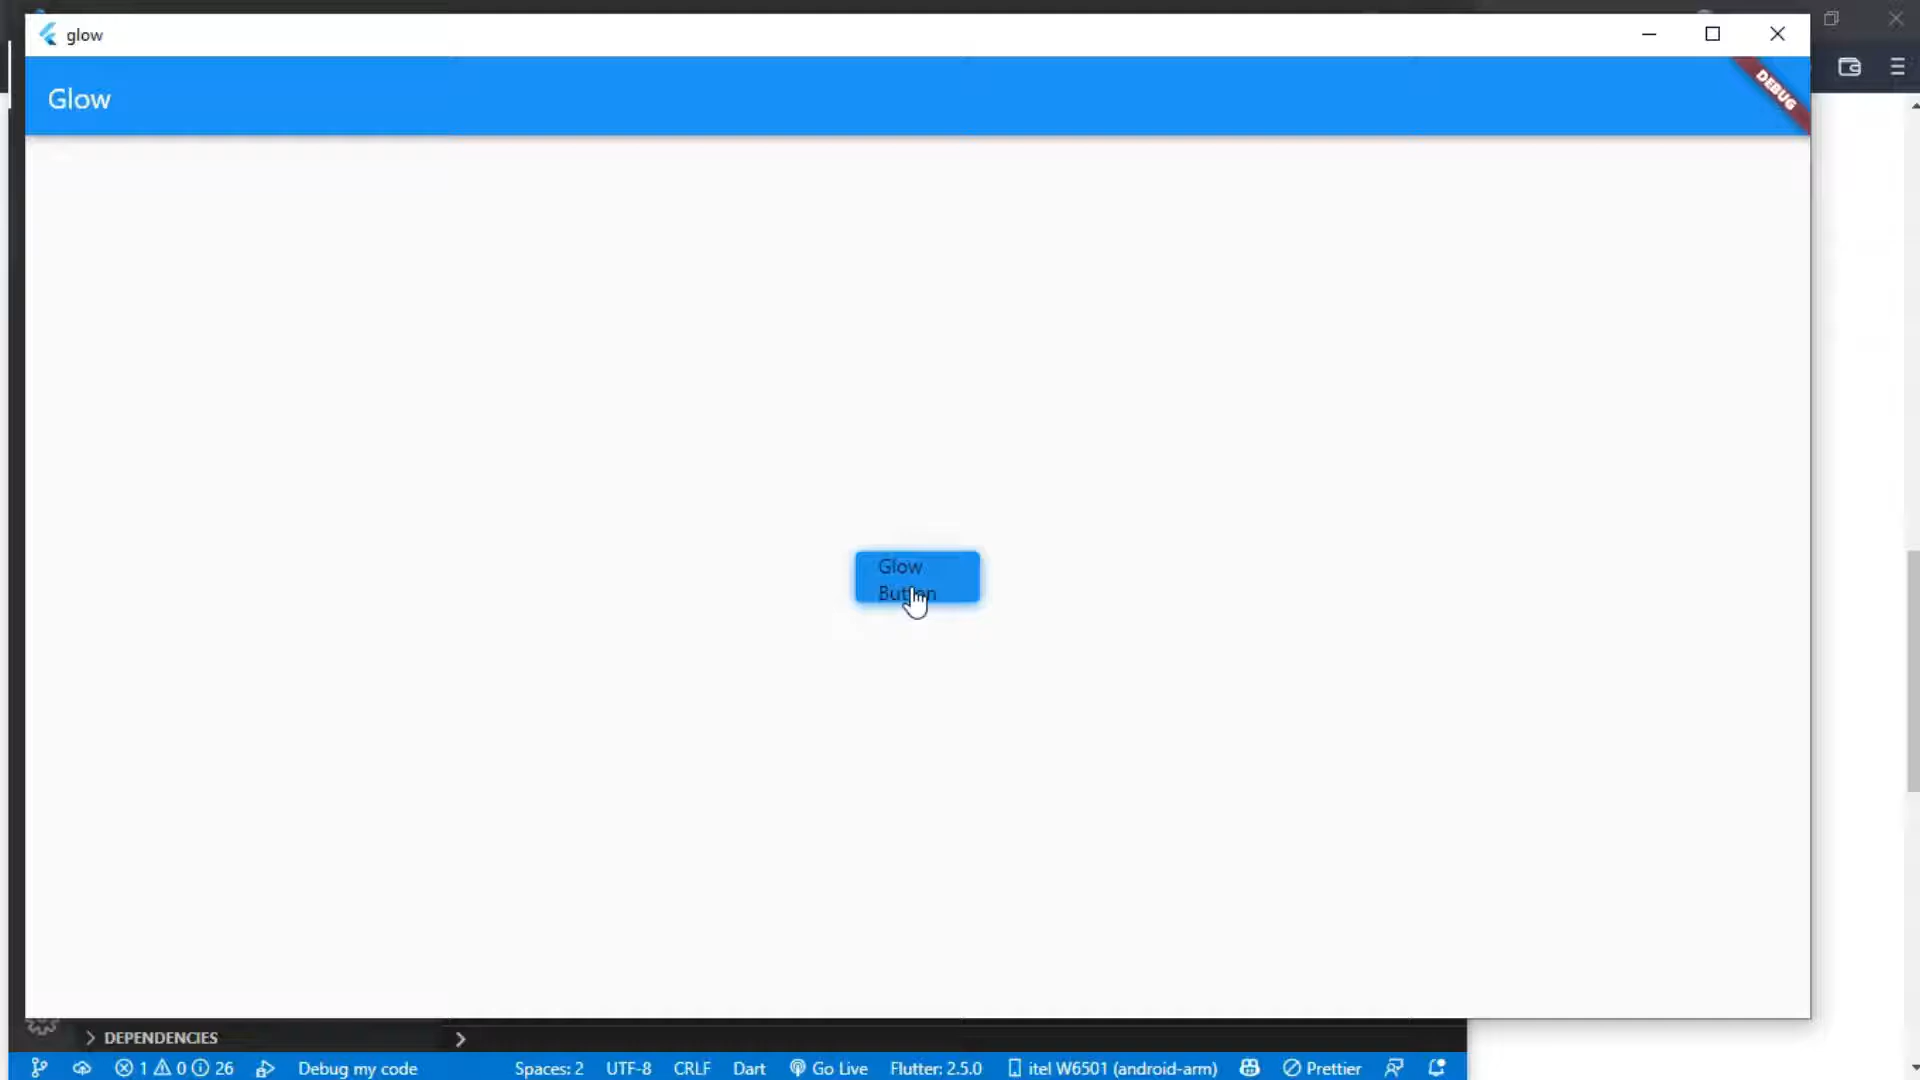 glow
Glow
DEBUG
Glow
Button
DEPENDENCIES
1 0 26 Debug my code Spaces: 2 UTF-8 CRLF Dart Go Live Flutter: 2.5.0 itel W6501 (android-arm) Prettier